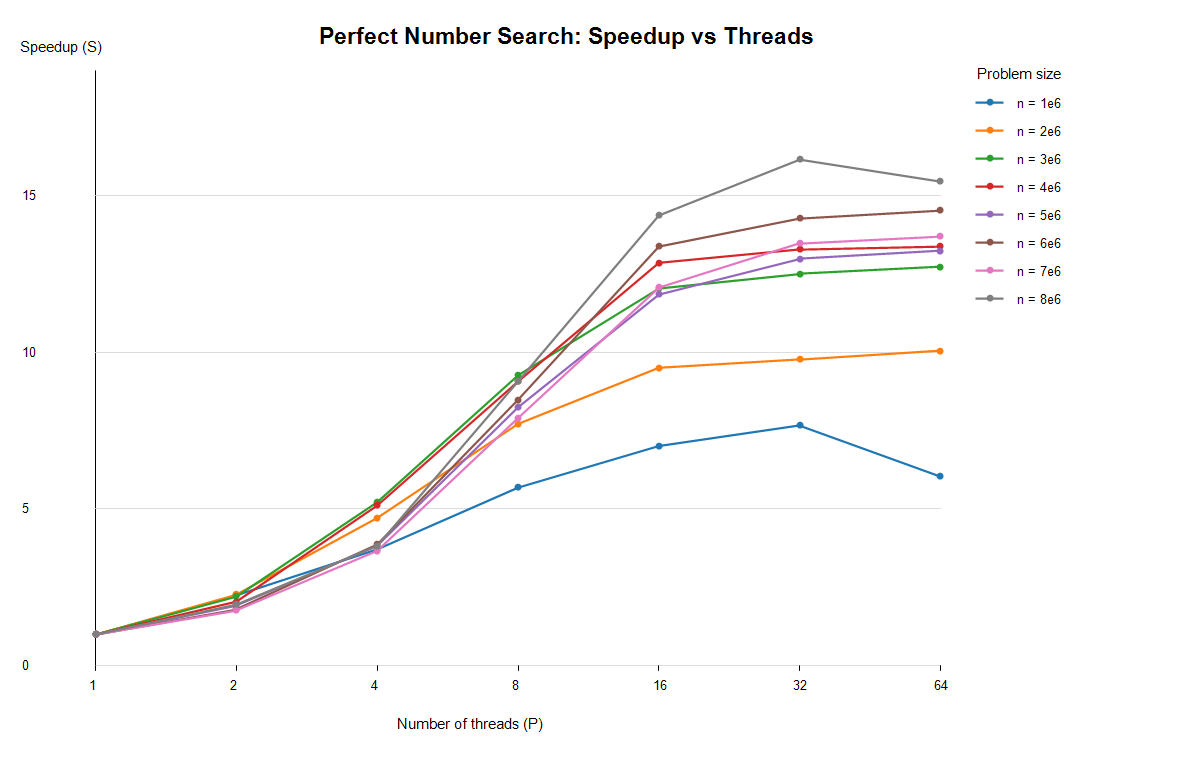 Perfect Number Search: Speedup vs Threads
Speedup (S)
Problem size
n = 1e6
n = 2e6
n = 3e6
n = 4e6
n = 5e6
n = 6e6
n = 7e6
n = 8e6
15
10
5
0
1 2 4 8 16 32 64
Number of threads (P)